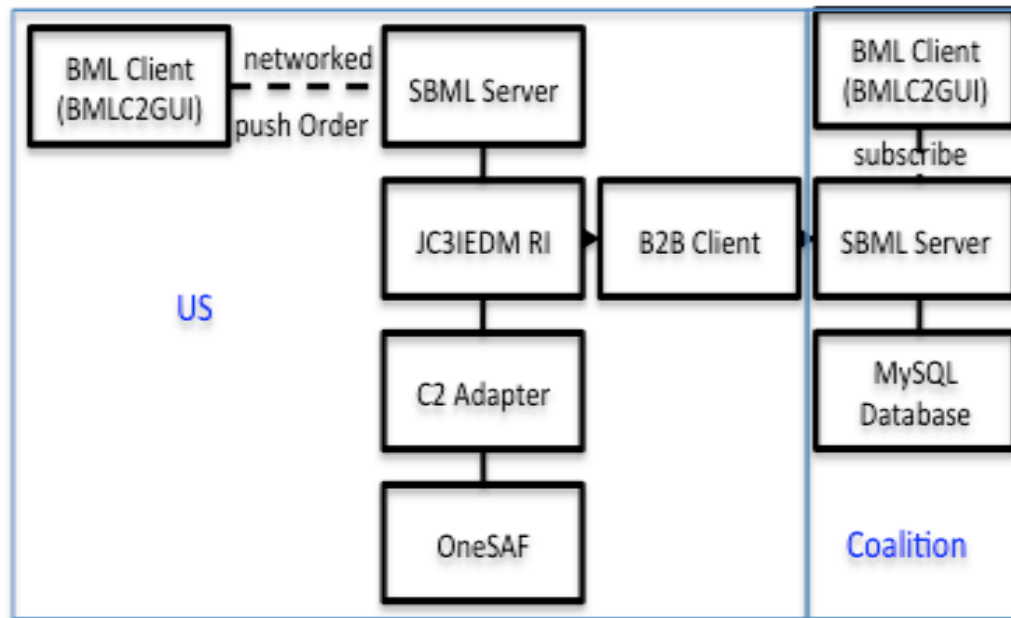 BML Client
(BMLC2GUI)
networked
push Order
SBML Server
JC3IEDM RI
B2B Client
C2 Adapter
OneSAF
US
BML Client
(BMLC2GUI)
subscribe
SBML Server
MySQL
Database
Coalition